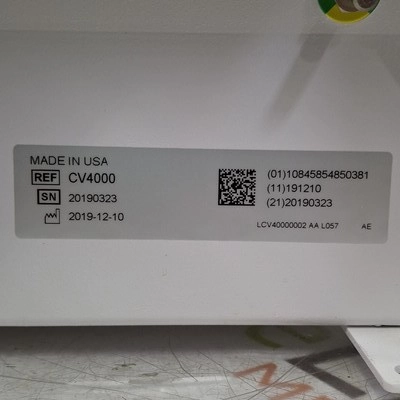 MADE IN USA
REF CV4000
SN 20190323
2019-12-10
(01)10845854850381
(11)191210
(21)20190323
LCV40000002 AA L057 AE